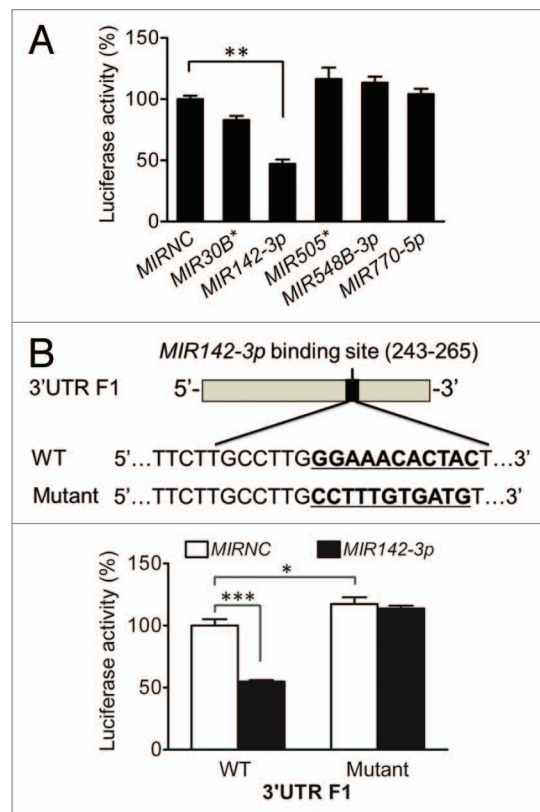 A
Luciferase activity (%)
150
100
50
0
**
MIRNC
MIR30B*
MIR142-3p
MIR505*
MIR548B-3p
MIR770-5p
B
MIR142-3p binding site (243-265)
3'UTR F1 5'- -3'
WT 5'...TTCTTGCCTTGGGAAACACTACT...3'
Mutant 5'...TTCTTGCCTTGCCTTTGTGATGT...3'
MIRNC MIR142-3p
Luciferase activity (%)
150
100
50
0
*
***
WT Mutant
3'UTR F1